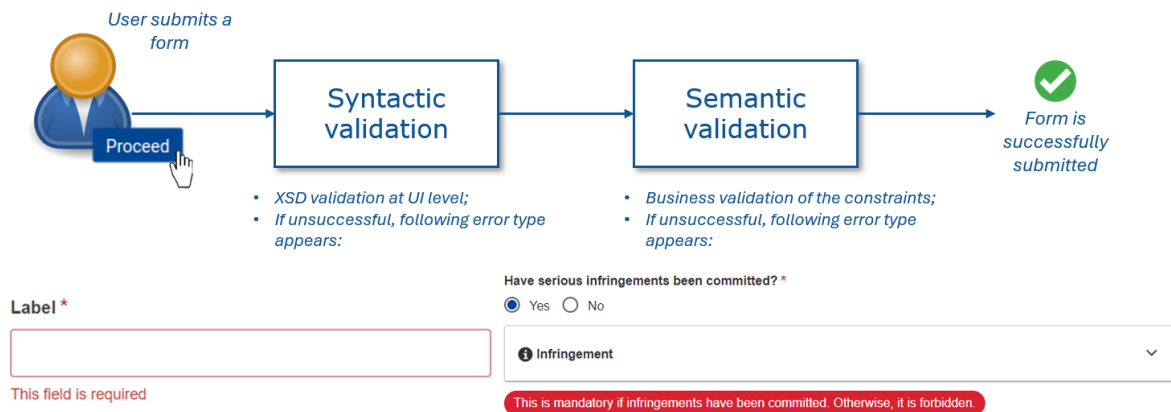 User submits a
form
Proceed
Syntactic
validation
Semantic
validation
Form is
successfully
submitted
• XSD validation at UI level;
• If unsuccessful, following error type
appears:
• Business validation of the constraints;
• If unsuccessful, following error type
appears:
Label *
This field is required
Have serious infringements been committed? *
Yes No
Infringement
This is mandatory if infringements have been committed. Otherwise, it is forbidden.